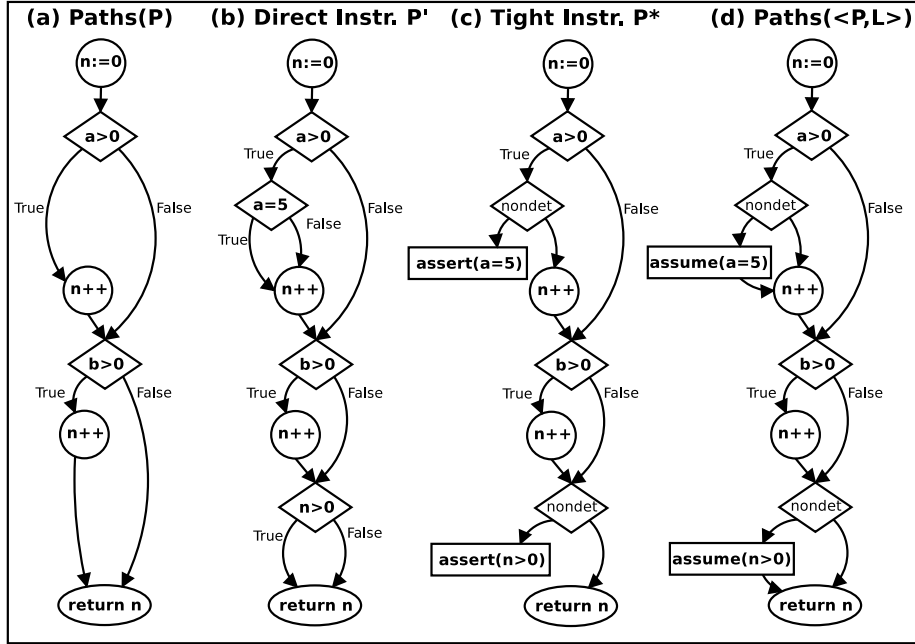 (a) Paths(P)
n:=0
a>0
True
False
n++
b>0
True
False
n++
return n
(b) Direct Instr. P'
n:=0
a>0
True
a=5
False
True
False
n++
b>0
True
False
n++
n>0
True
False
return n
(c) Tight Instr. P*
n:=0
a>0
True
nondet
False
assert(a=5)
n++
b>0
True
False
n++
nondet
assert(n>0)
return n
(d) Paths(<P,L>)
n:=0
a>0
True
nondet
False
assume(a=5)
n++
b>0
True
False
n++
nondet
assume(n>0)
return n